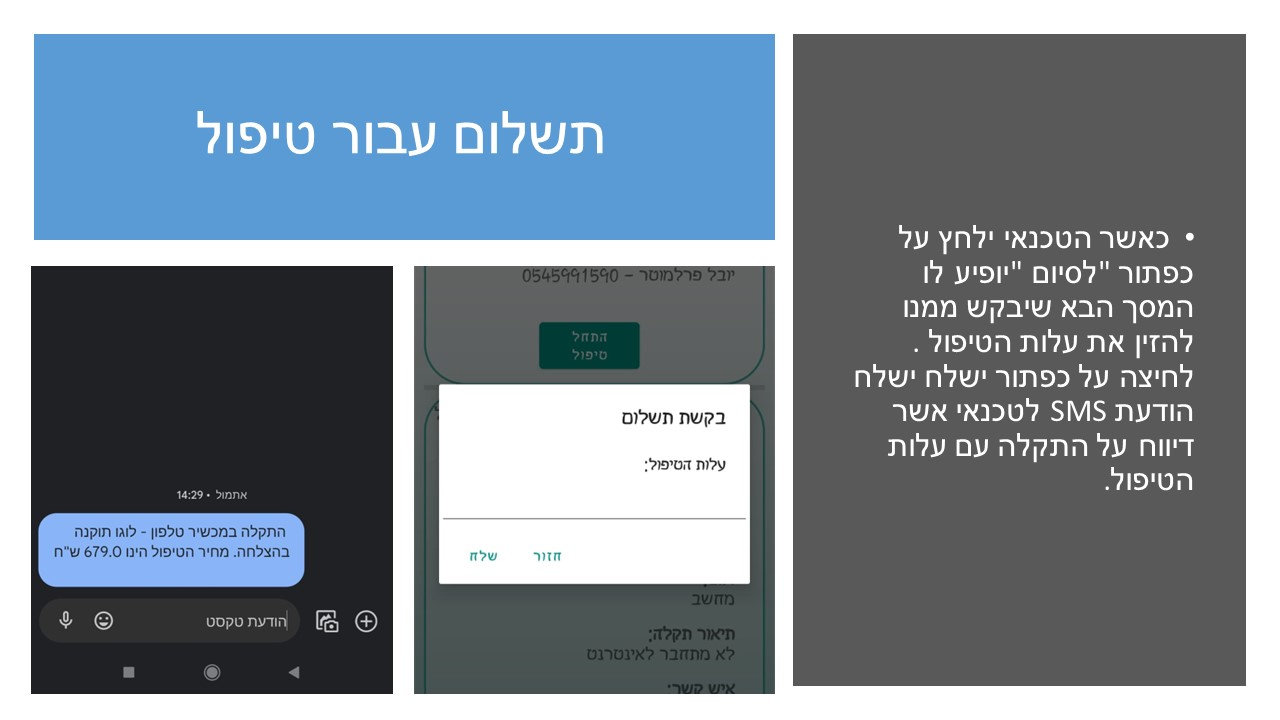 תשלום עבור טיפול
• כאשר הטכנאי ילחץ על
כפתור "לסיום "יופיע לו
המסך הבא שיבקש ממנו
להזין את עלות הטיפול .
לחיצה על כפתור ישלח ישלח
הודעת SMS לטכנאי אשר
דיווח על התקלה עם עלות
הטיפול.
יובל פרלמוטר – 0545991590
התחל
טיפול
בקשת תשלום
עלות הטיפול:
חזור
שלח
מחשב
תיאור תקלה:
לא מתחבר לאינטרנט
איש קשר:
אתמול • 14:29
התקלה במכשיר טלפון - לוגו תוקנה
בהצלחה. מחיר הטיפול הינו 679.0 ש"ח
הודעת טקסט